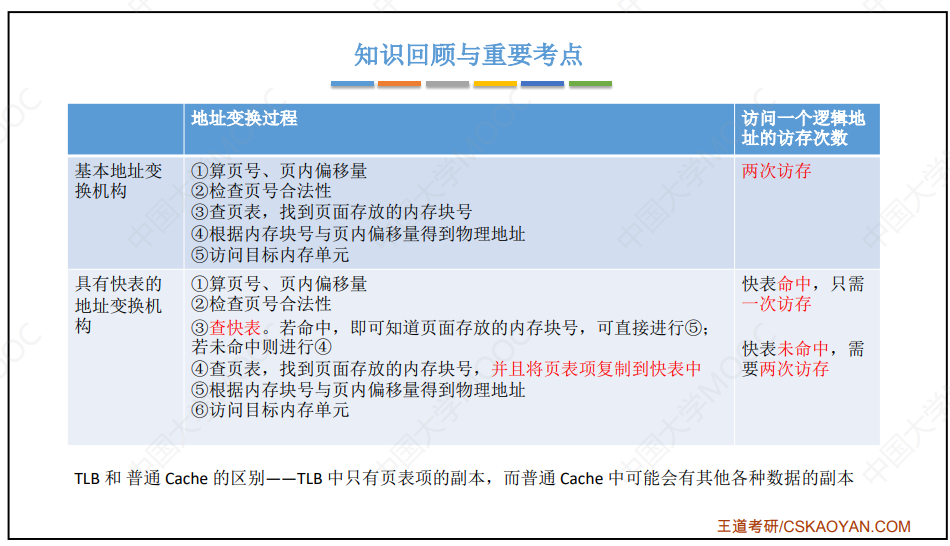 知识回顾与重要考点
地址变换过程
访问一个逻辑地
址的访存次数
基本地址变
换机构
①算页号、页内偏移量
②检查页号合法性
③查页表，找到页面存放的内存块号
④根据内存块号与页内偏移量得到物理地址
⑤访问目标内存单元
两次访存
具有快表的
地址变换机
构
①算页号、页内偏移量
②检查页号合法性
③查快表。若命中，即可知道页面存放的内存块号，可直接进行⑤；
若未命中则进行④
④查页表，找到页面存放的内存块号，并且将页表项复制到快表中
⑤根据内存块号与页内偏移量得到物理地址
⑥访问目标内存单元
快表命中，只需
一次访存
快表未命中，需
要两次访存
TLB 和 普通 Cache 的区别——TLB 中只有页表项的副本，而普通 Cache 中可能会有其他各种数据的副本
王道考研/CSKAOYAN.COM
中国大学MOOC